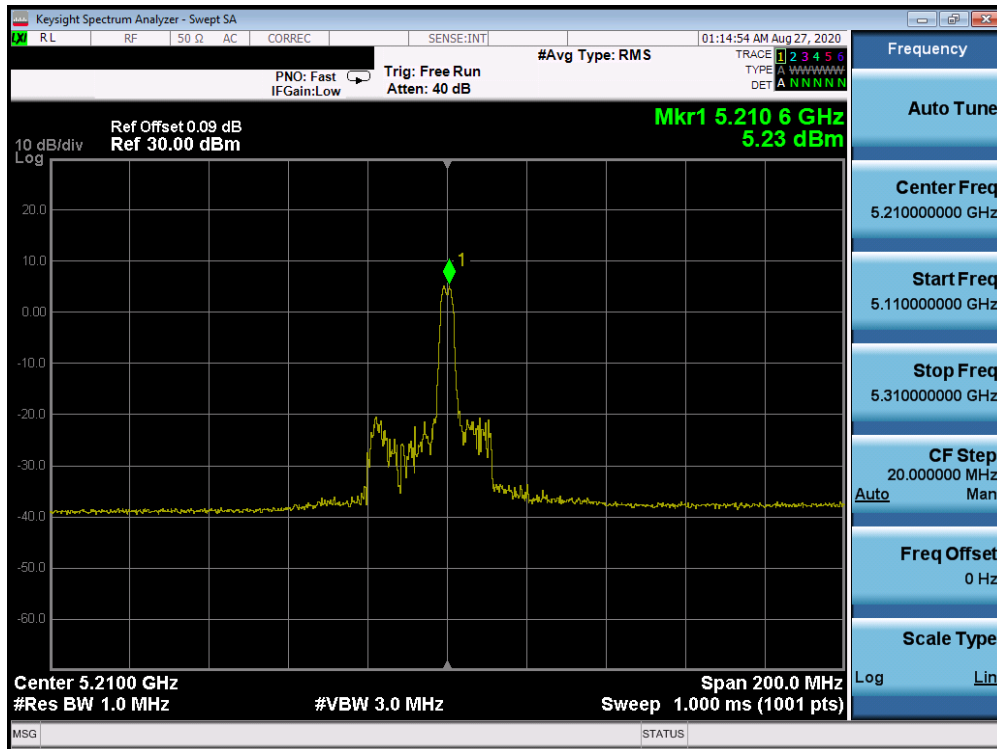 Keysight Spectrum Analyzer - Swept SA
LXI RL RF 50 Ω AC CORREC SENSE:INT 01:14:54 AM Aug 27, 2020
#Avg Type: RMS TRACE 1 2 3 4 5 6
PNO: Fast Trig: Free Run TYPE A WWWWW
IFGain:Low Atten: 40 dB DET A N N N N N
Mkr1 5.210 6 GHz
5.23 dBm
Ref Offset 0.09 dB
10 dB/div Ref 30.00 dBm
Log
20.0
1
10.0
0.00
-10.0
-20.0
-30.0
-40.0
-50.0
-60.0
Center 5.2100 GHz Span 200.0 MHz
#Res BW 1.0 MHz #VBW 3.0 MHz Sweep 1.000 ms (1001 pts)
MSG STATUS
Frequency
Auto Tune
Center Freq
5.210000000 GHz
Start Freq
5.110000000 GHz
Stop Freq
5.310000000 GHz
CF Step
20.000000 MHz
Auto Man
Freq Offset
0 Hz
Scale Type
Log Lin